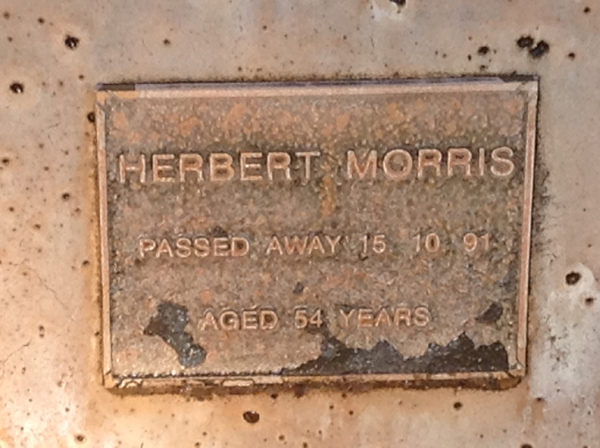 HERBERT MORRIS
PASSED AWAY 15 10 91
AGED 54 YEARS